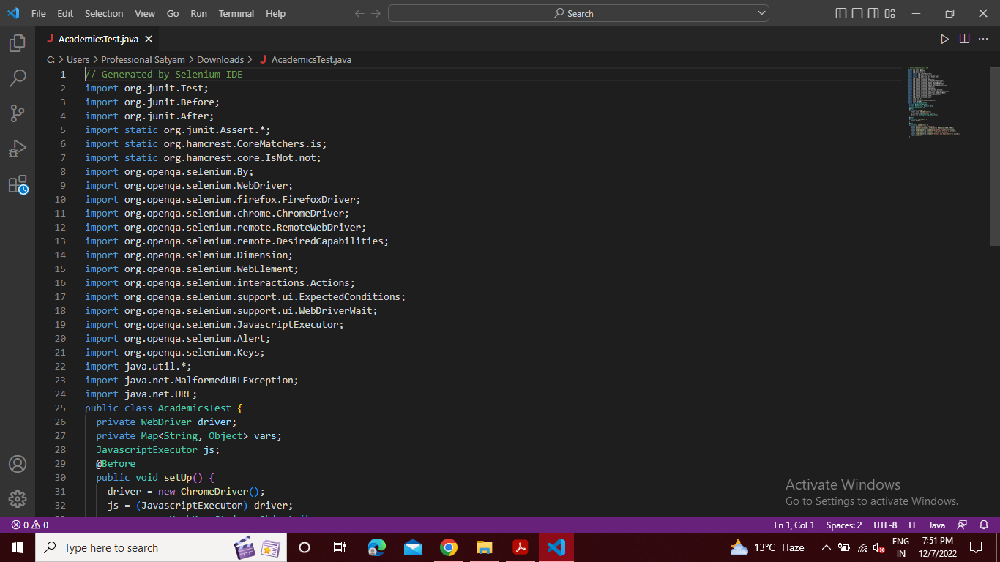 File Edit Selection View Go Run Terminal Help Search
AcademicsTest.java
C: > Users > Professional Satyam > Downloads > AcademicsTest.java
1 // Generated by Selenium IDE
2 import org.junit.Test;
3 import org.junit.Before;
4 import org.junit.After;
5 import static org.junit.Assert.*;
6 import static org.hamcrest.CoreMatchers.is;
7 import static org.hamcrest.core.IsNot.not;
8 import org.openqa.selenium.By;
9 import org.openqa.selenium.WebDriver;
10 import org.openqa.selenium.firefox.FirefoxDriver;
11 import org.openqa.selenium.chrome.ChromeDriver;
12 import org.openqa.selenium.remote.RemoteWebDriver;
13 import org.openqa.selenium.remote.DesiredCapabilities;
14 import org.openqa.selenium.Dimension;
15 import org.openqa.selenium.WebElement;
16 import org.openqa.selenium.interactions.Actions;
17 import org.openqa.selenium.support.ui.ExpectedConditions;
18 import org.openqa.selenium.support.ui.WebDriverWait;
19 import org.openqa.selenium.JavascriptExecutor;
20 import org.openqa.selenium.Alert;
21 import org.openqa.selenium.Keys;
22 import java.util.*;
23 import java.net.MalformedURLException;
24 import java.net.URL;
25 public class AcademicsTest {
26 private WebDriver driver;
27 private Map<String, Object> vars;
28 JavascriptExecutor js;
29 @Before
30 public void setUp() {
31 driver = new ChromeDriver();
32 js = (JavascriptExecutor) driver;
Activate Windows
Go to Settings to activate Windows.
0 0 Ln 1, Col 1 Spaces: 2 UTF-8 LF Java
Type here to search
13°C Haze
ENG
IN
7:51 PM
12/7/2022